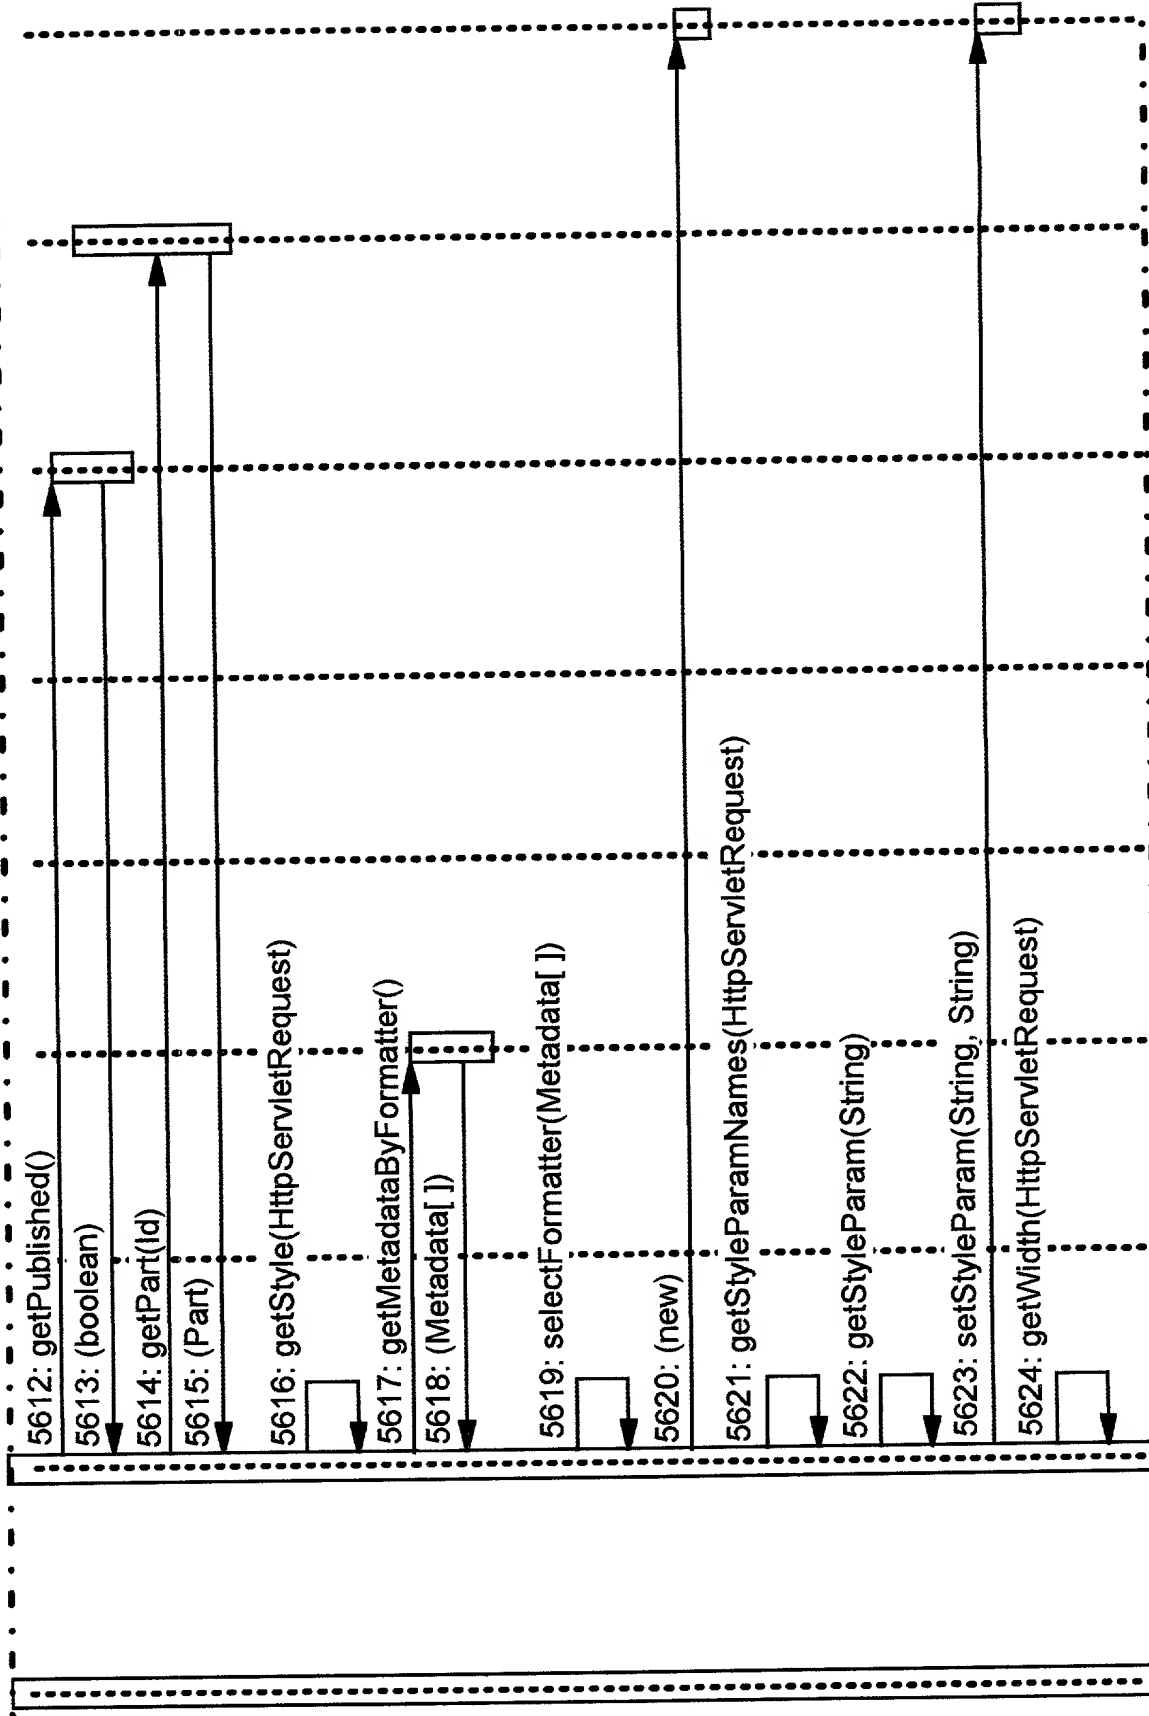 5612: getPublished()
5613: (boolean)
5614: getPart(Id)
5615: (Part)
5616: getStyle(HttpServletRequest)
5617: getMetadataByFormatter()
5618: (Metadata[ ])
5619: selectFormatter(Metadata[ ])
5620: (new)
5621: getStyleParamNames(HttpServletRequest)
5622: getStyleParam(String)
5623: setStyleParam(String, String)
5624: getWidth(HttpServletRequest)